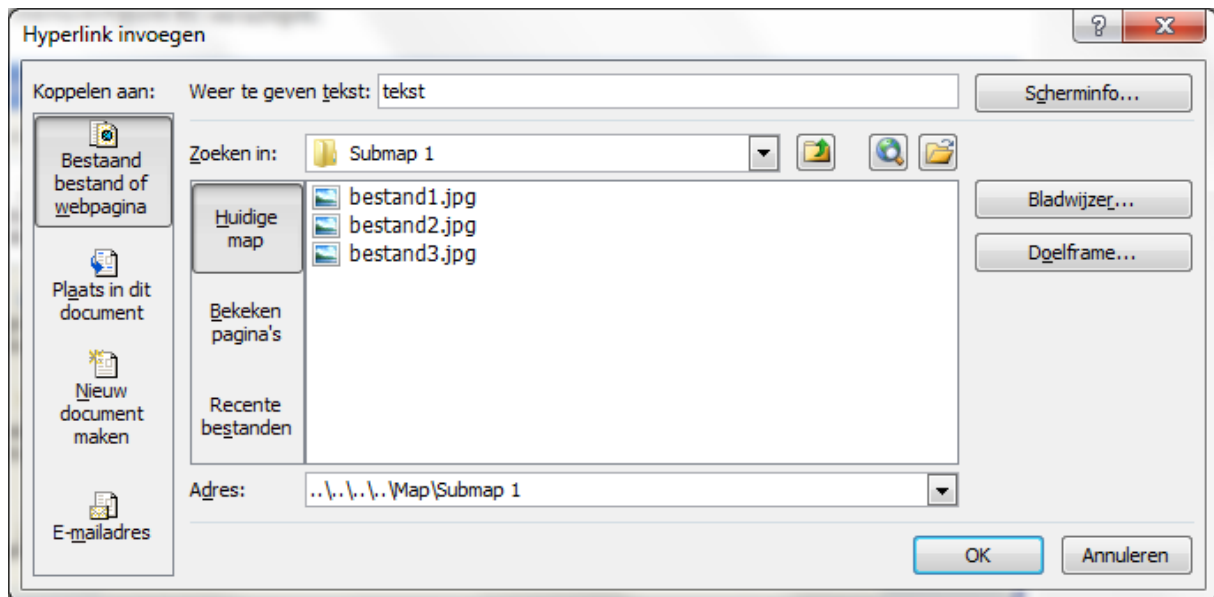 Hyperlink invoegen
Koppelen aan:
Weer te geven tekst: tekst
Scherminfo...
Bestaand
bestand of
webpagina
Plaats in dit
document
Nieuw
document
maken
E-mailadres
Zoeken in: Submap 1
Huidige
map
Bekeken
pagina's
Recente
bestanden
bestand1.jpg
bestand2.jpg
bestand3.jpg
Bladwijzer...
Doelframe...
Adres: ..\..\..\..\Map\Submap 1
OK
Annuleren